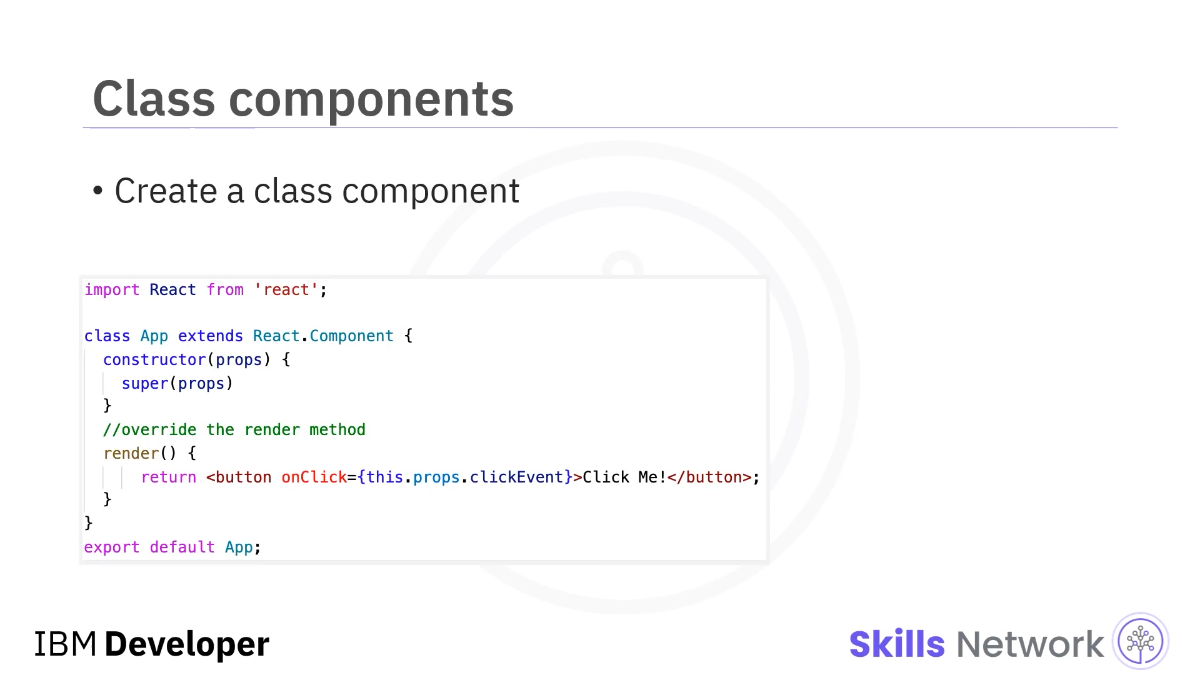 Class components
• Create a class component
import React from 'react';
class App extends React.Component {
  constructor(props) {
    super(props)
  }
  //override the render method
  render() {
      return <button onClick={this.props.clickEvent}>Click Me!</button>;
  }
}
export default App;
IBM Developer
Skills Network